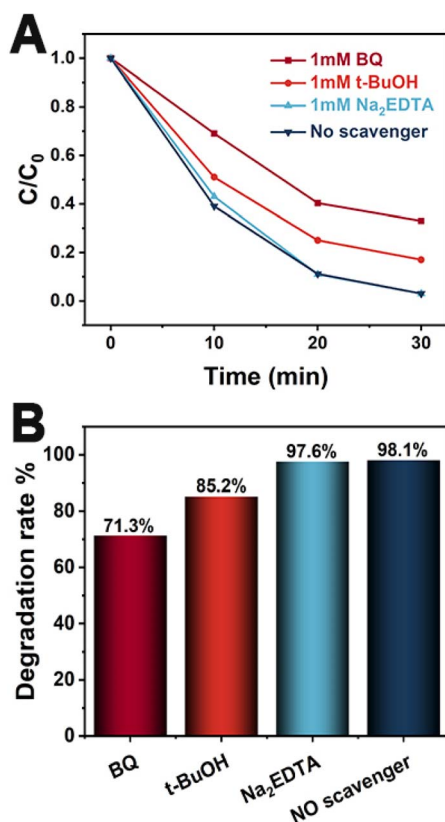 A
1mM BQ
1mM t-BuOH
1mM Na₂EDTA
No scavenger
C/C₀
1.0
0.8
0.6
0.4
0.2
0.0
0 10 20 30
Time (min)
B
Degradation rate %
100
80
60
40
20
0
71.3%
85.2%
97.6%
98.1%
BQ
t-BuOH
Na₂EDTA
NO scavenger